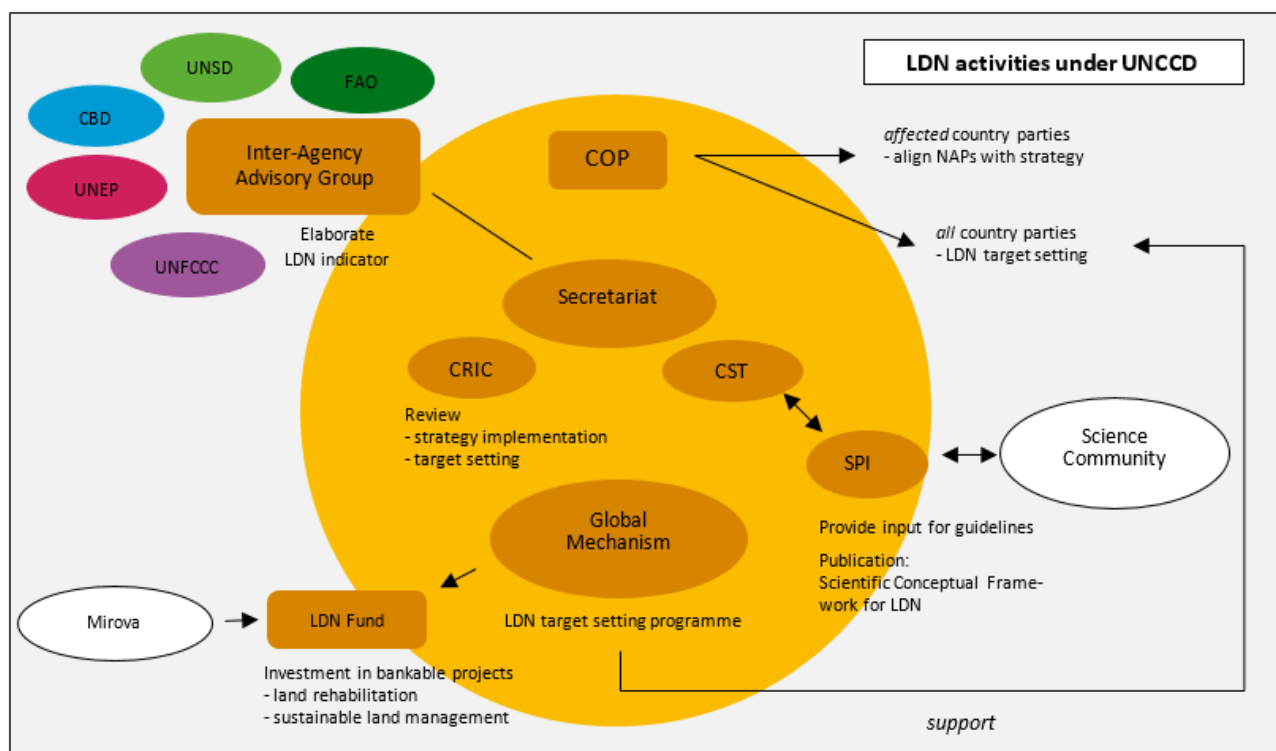 LDN activities under UNCCD
UNSD
FAO
CBD
UNEP
UNFCCC
Inter-Agency
Advisory Group
Elaborate
LDN indicator
COP
affected country parties
- align NAPs with strategy
all country parties
- LDN target setting
Secretariat
CRIC
CST
Review
- strategy implementation
- target setting
SPI
Science
Community
Provide input for guidelines
Publication:
Scientific Conceptual Frame-
work for LDN
Global
Mechanism
LDN target setting programme
Mirova
LDN Fund
Investment in bankable projects
- land rehabilitation
- sustainable land management
support